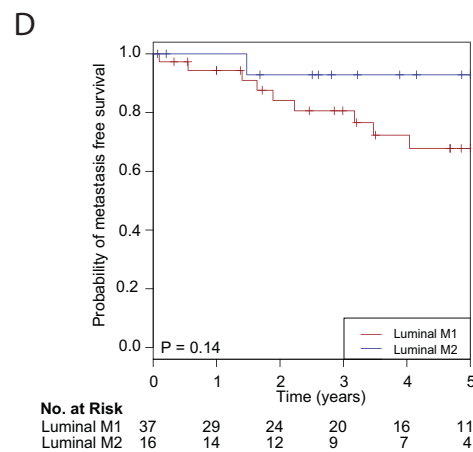 D
Probability of metastasis free survival
1.0
0.8
0.6
0.4
0.2
0.0
P = 0.14
Luminal M1
Luminal M2
0 1 2 3 4 5
Time (years)
No. at Risk
Luminal M1 37 29 24 20 16 11
Luminal M2 16 14 12 9 7 4